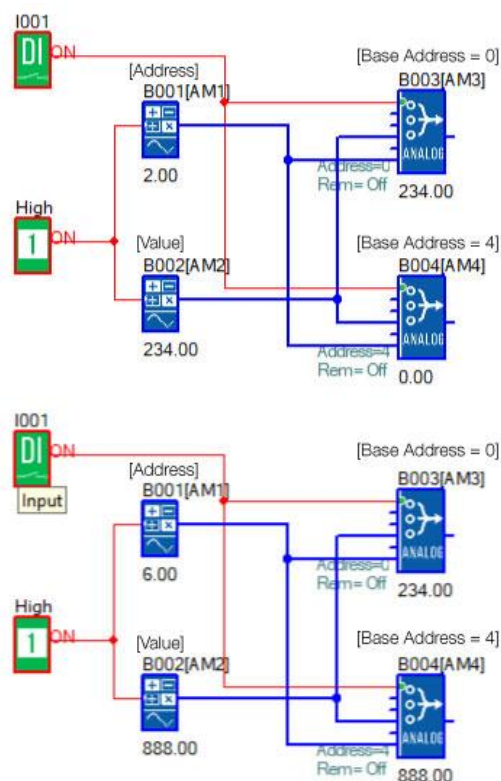 I001
DI
ON
[Address]
B001[AM1]
2.00
[Base Address = 0]
B003[AM3]
ANALOG
Address=0
Rem= Off
234.00
High
1
ON
[Value]
B002[AM2]
234.00
[Base Address = 4]
B004[AM4]
ANALOG
Address=4
Rem= Off
0.00
I001
DI
ON
Input
[Address]
B001[AM1]
6.00
[Base Address = 0]
B003[AM3]
ANALOG
Address=0
Rem= Off
234.00
High
1
ON
[Value]
B002[AM2]
888.00
[Base Address = 4]
B004[AM4]
ANALOG
Address=4
Rem= Off
888.00